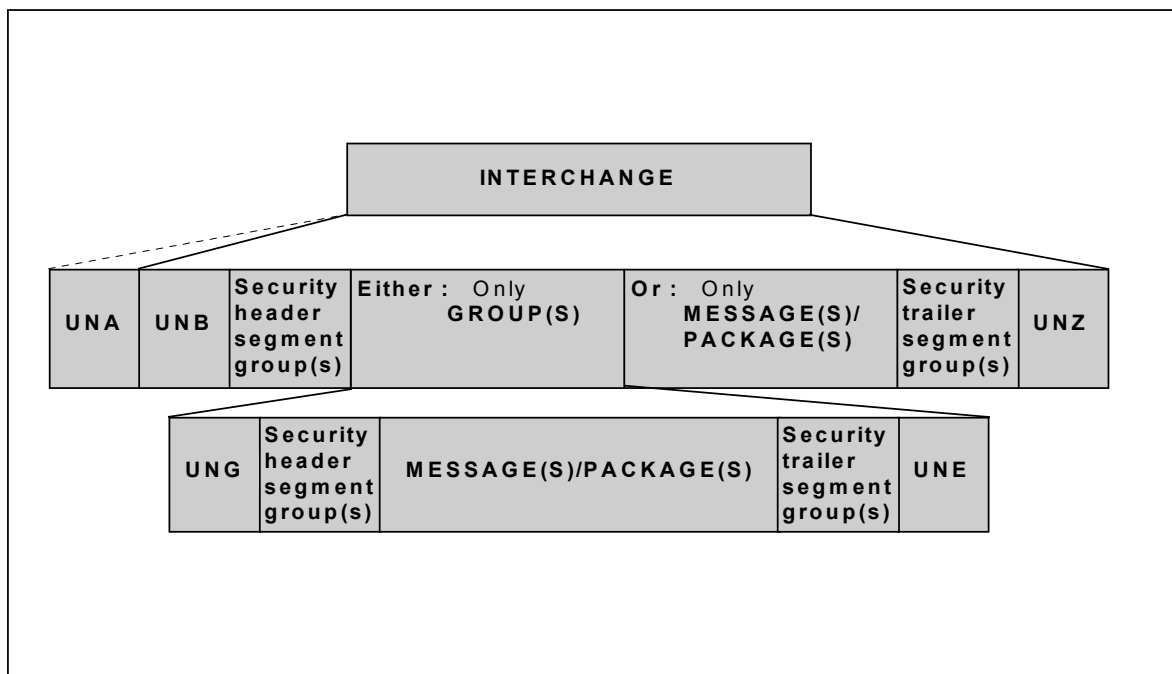 INTERCHANGE
UNA
UNB
Security
header
segment
group(s)
Either: Only
GROUP(S)
Or: Only
MESSAGE(S)/
PACKAGE(S)
Security
trailer
segment
group(s)
UNZ
UNG
Security
header
segment
group(s)
MESSAGE(S)/PACKAGE(S)
Security
trailer
segment
group(s)
UNE